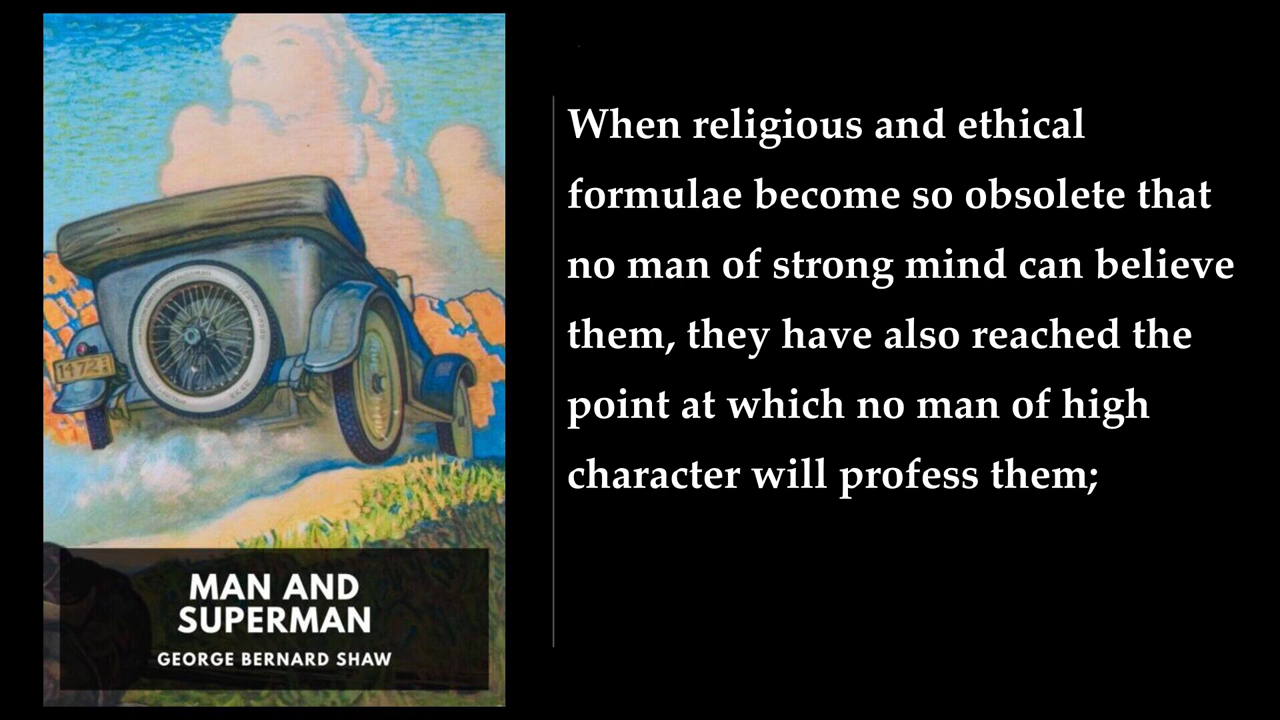 When religious and ethical
formulae become so obsolete that
no man of strong mind can believe
them, they have also reached the
point at which no man of high
character will profess them;
1472
MAN AND
SUPERMAN
GEORGE BERNARD SHAW